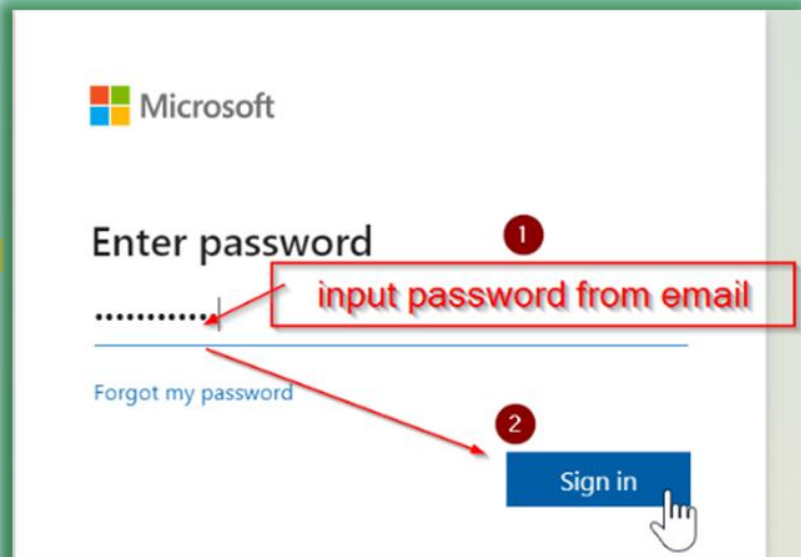 Microsoft
Enter password
1
input password from email
Forgot my password
2
Sign in